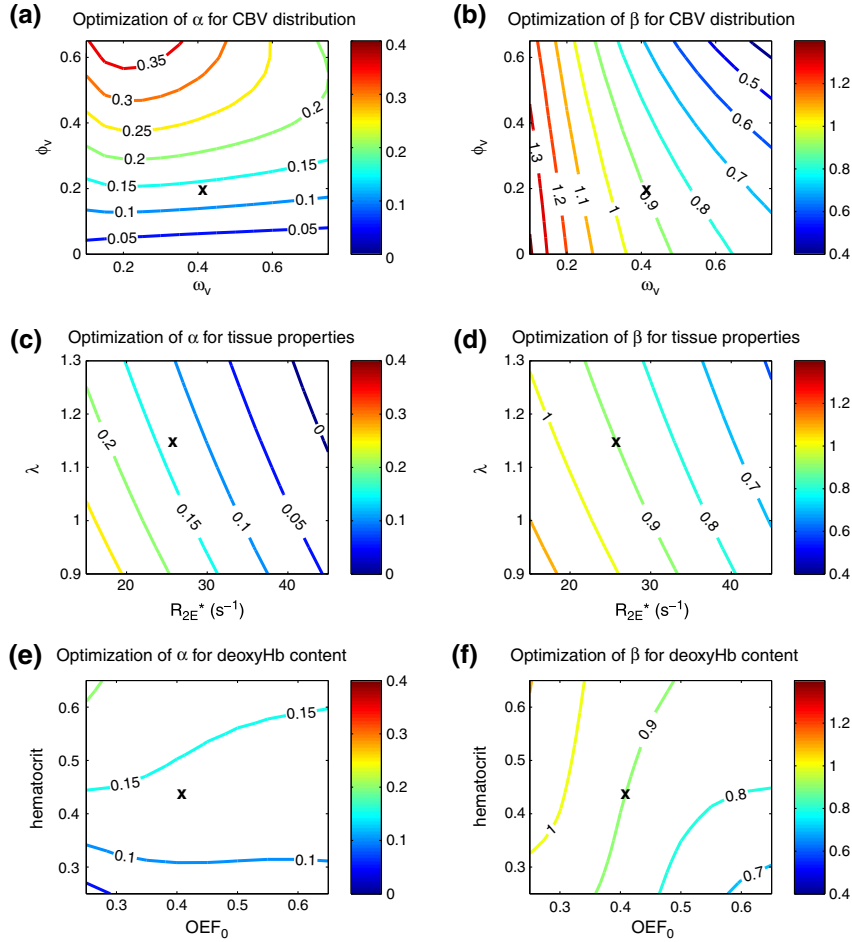 (a) Optimization of α for CBV distribution
0.6
0.4
0.2
0
ϕv
0.35
0.3
0.25
0.2
0.15
0.1
0.05
x
0.2 0.4 0.6
ωv
0.4
0.3
0.2
0.1
0
(b) Optimization of β for CBV distribution
0.6
0.4
0.2
0
ϕv
1.3
1.2
1.1
1
0.9
0.8
0.7
0.6
0.5
x
0.2 0.4 0.6
ωv
1.2
1
0.8
0.6
0.4
(c) Optimization of α for tissue properties
1.3
1.2
1.1
1
0.9
λ
0.2
0.15
0.1
0.05
0
x
20 30 40
R2E* (s−1)
0.4
0.3
0.2
0.1
0
(d) Optimization of β for tissue properties
1.3
1.2
1.1
1
0.9
λ
1
0.9
0.8
0.7
x
20 30 40
R2E* (s−1)
1.2
1
0.8
0.6
0.4
(e) Optimization of α for deoxyHb content
0.6
0.5
0.4
0.3
hematocrit
0.15
0.15
0.1
0.1
x
0.3 0.4 0.5 0.6
OEF0
0.4
0.3
0.2
0.1
0
(f) Optimization of β for deoxyHb content
0.6
0.5
0.4
0.3
hematocrit
1
0.9
0.8
0.7
x
0.3 0.4 0.5 0.6
OEF0
1.2
1
0.8
0.6
0.4